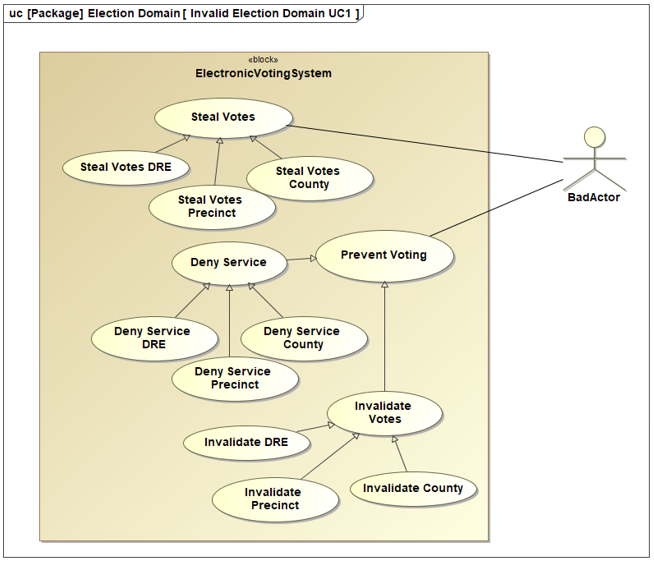 uc [Package] Election Domain [ Invalid Election Domain UC1 ]
«block»
ElectronicVotingSystem
Steal Votes
Steal Votes DRE
Steal Votes
County
Steal Votes
Precinct
BadActor
Deny Service
Prevent Voting
Deny Service
DRE
Deny Service
County
Deny Service
Precinct
Invalidate
Votes
Invalidate DRE
Invalidate County
Invalidate
Precinct